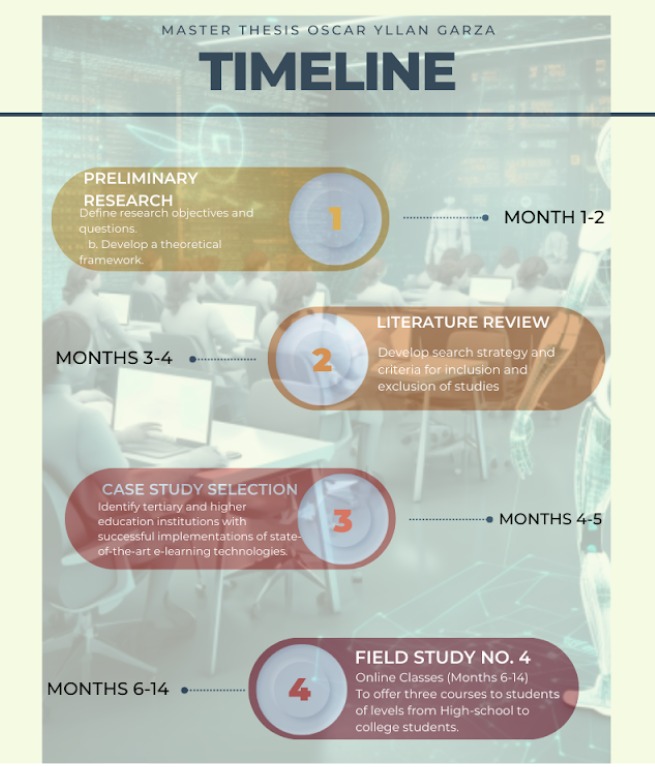 MASTER THESIS OSCAR YLLAN GARZA
TIMELINE
PRELIMINARY
RESEARCH
Define research objectives and
questions.
b. Develop a theoretical
framework.
1
MONTH 1-2
MONTHS 3-4
2
LITERATURE REVIEW
Develop search strategy and
criteria for inclusion and
exclusion of studies
CASE STUDY SELECTION
Identify tertiary and higher
education institutions with
successful implementations of state-
of-the-art e-learning technologies.
3
MONTHS 4-5
MONTHS 6-14
4
FIELD STUDY NO. 4
Online Classes (Months 6-14)
To offer three courses to students
of levels from High-school to
college students.